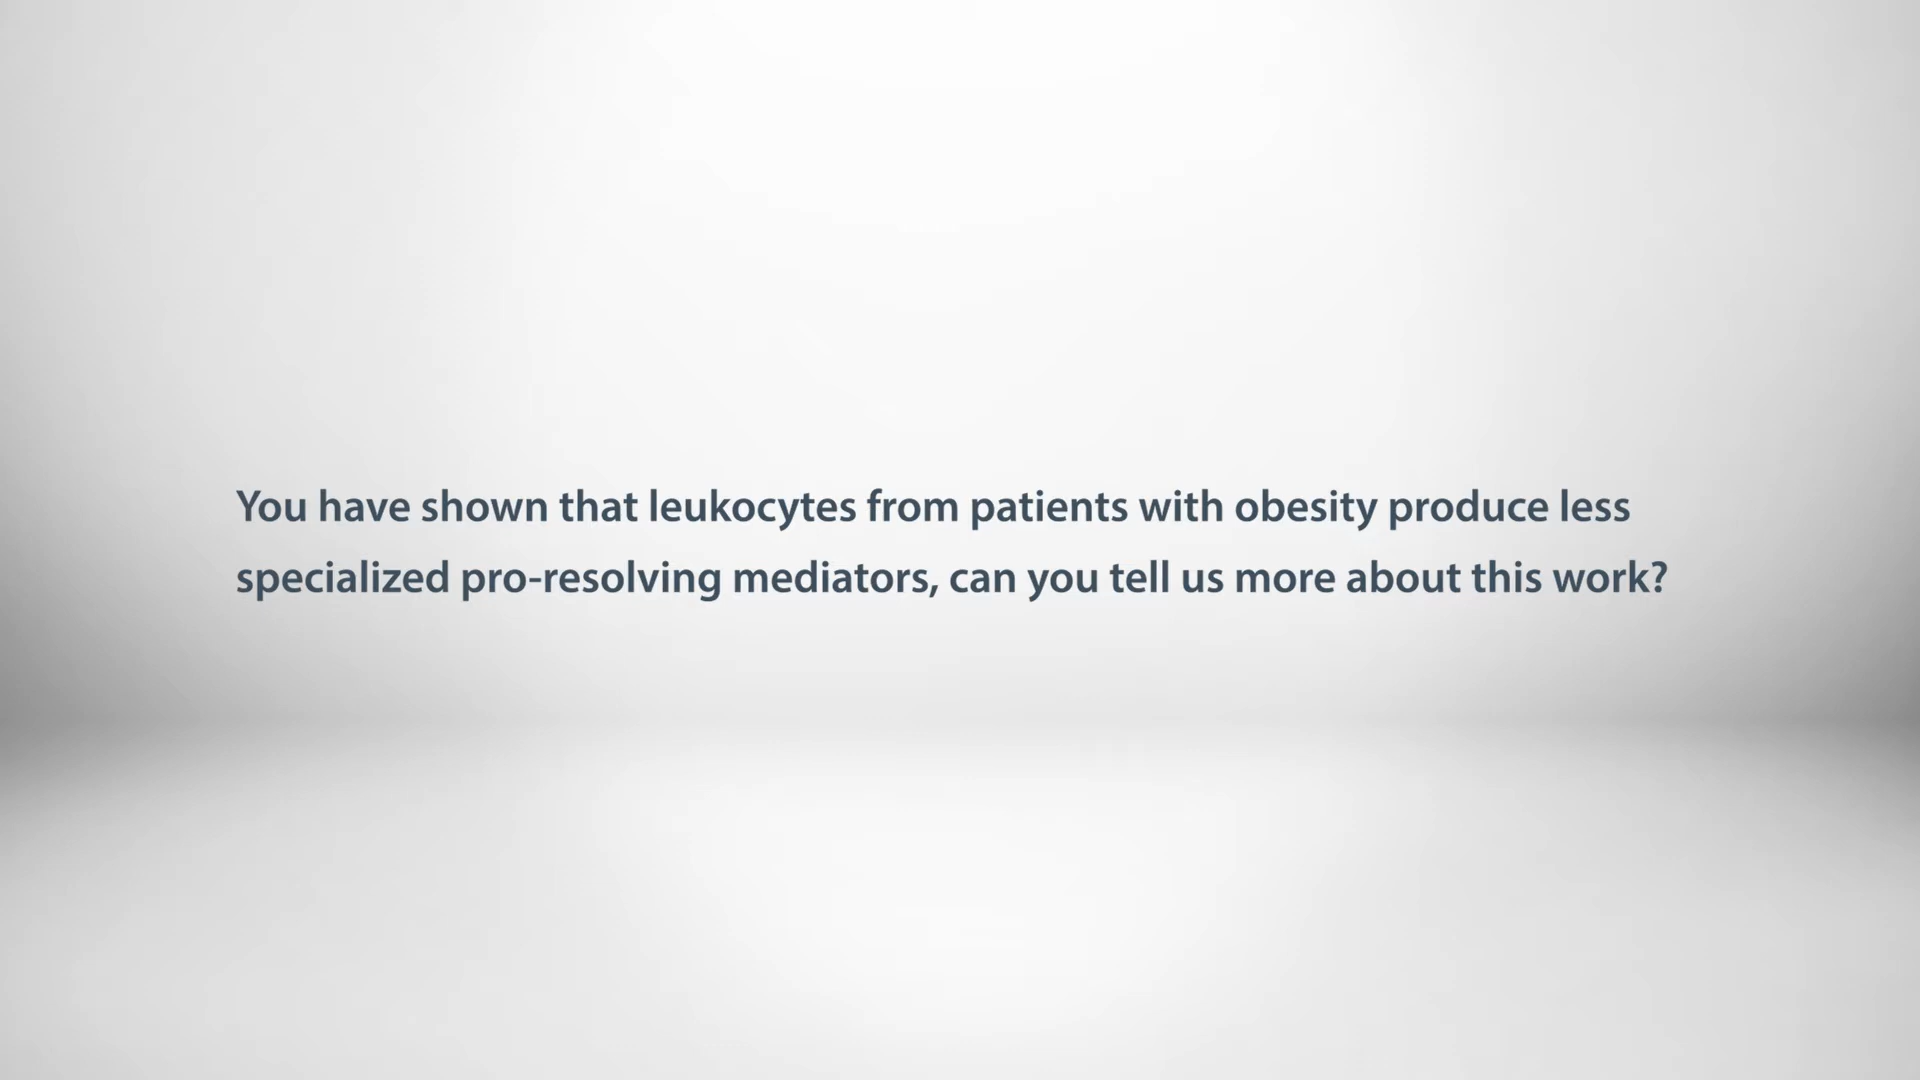 You have shown that leukocytes from patients with obesity produce less
specialized pro-resolving mediators, can you tell us more about this work?